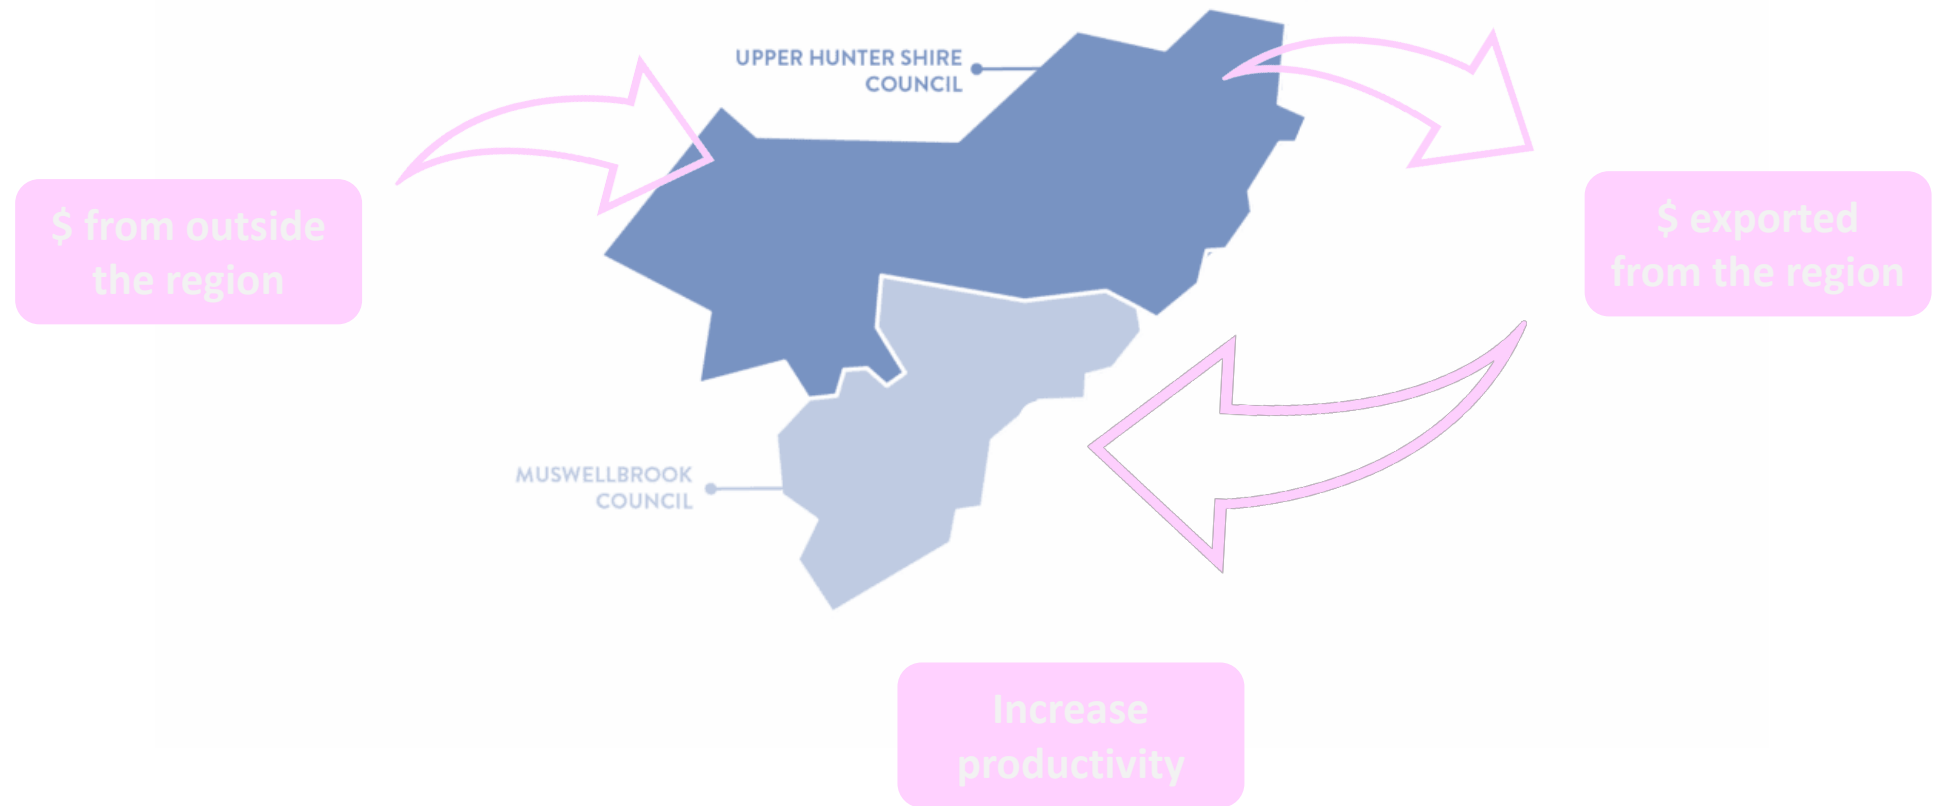 UPPER HUNTER SHIRE
COUNCIL
$ from outside
the region
$ exported
from the region
MUSWELLBROOK
COUNCIL
Increase
productivity